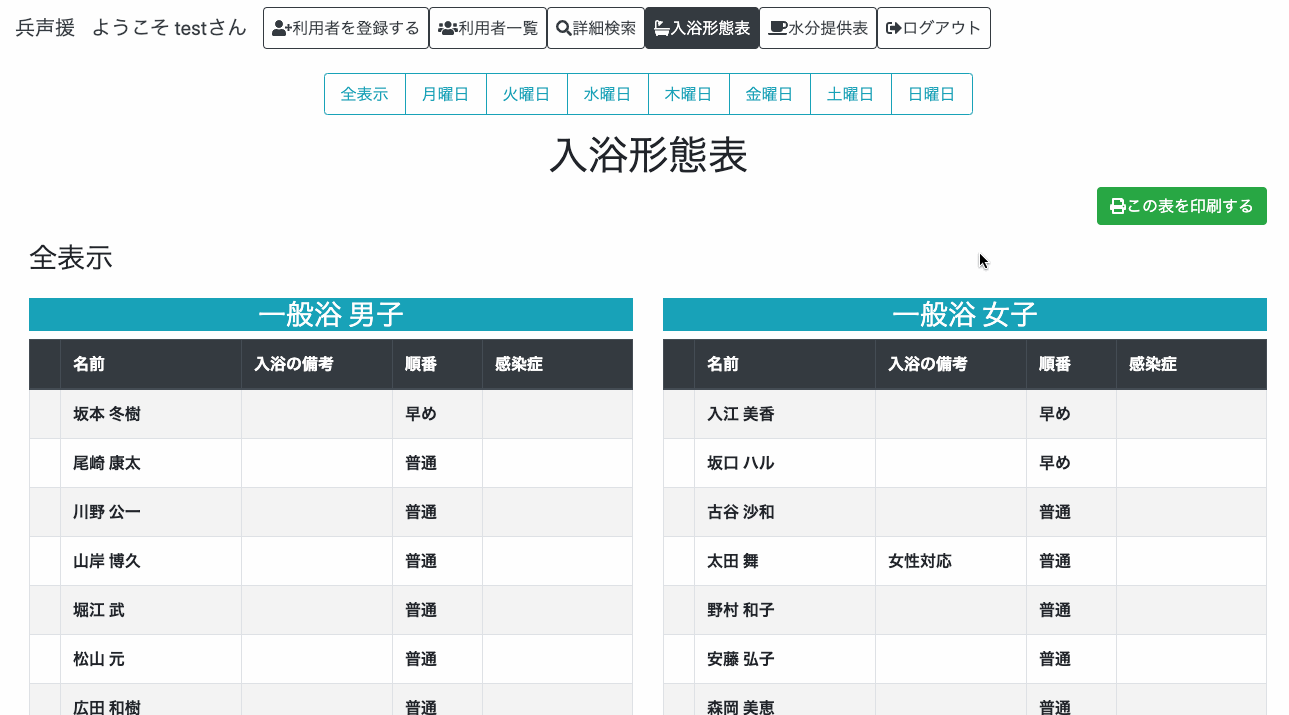 兵声援 ようこそ testさん 利用者を登録する 利用者一覧 詳細検索 入浴形態表 水分提供表 ログアウト
全表示 月曜日 火曜日 水曜日 木曜日 金曜日 土曜日 日曜日
入浴形態表
この表を印刷する
全表示
一般浴 男子
名前 入浴の備考 順番 感染症
坂本 冬樹 早め
尾崎 康太 普通
川野 公一 普通
山岸 博久 普通
堀江 武 普通
松山 元 普通
広田 和樹 普通
一般浴 女子
名前 入浴の備考 順番 感染症
入江 美香 早め
坂口 ハル 早め
古谷 沙和 普通
太田 舞 女性対応 普通
野村 和子 普通
安藤 弘子 普通
森岡 美恵 普通